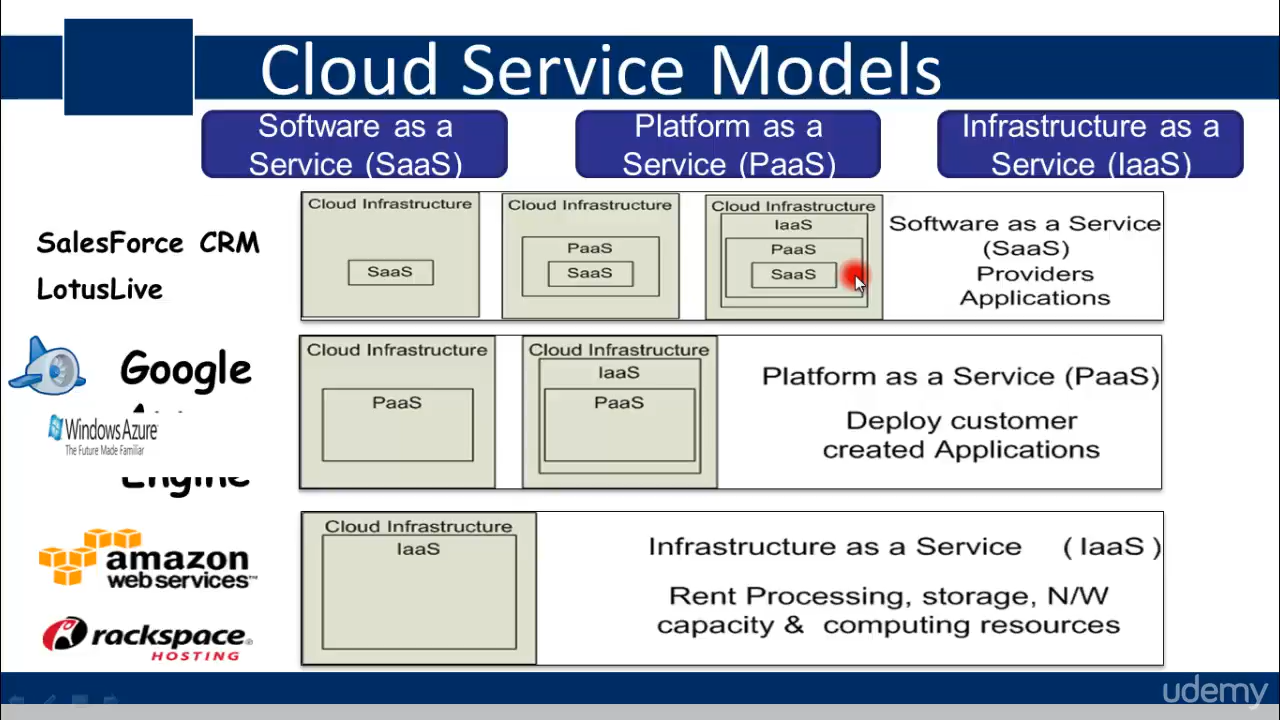 Cloud Service Models
Software as a
Service (SaaS)
Platform as a
Service (PaaS)
Infrastructure as a
Service (IaaS)
SalesForce CRM
LotusLive
Cloud Infrastructure
SaaS
Cloud Infrastructure
PaaS
SaaS
Cloud Infrastructure
IaaS
PaaS
SaaS
Software as a Service
(SaaS)
Providers
Applications
Google
Engine
Windows Azure
The Future Made Familiar
Cloud Infrastructure
PaaS
Cloud Infrastructure
IaaS
PaaS
Platform as a Service (PaaS)
Deploy customer
created Applications
amazon
web services™
rackspace®
HOSTING
Cloud Infrastructure
IaaS
Infrastructure as a Service ( IaaS )
Rent Processing, storage, N/W
capacity & computing resources
udemy